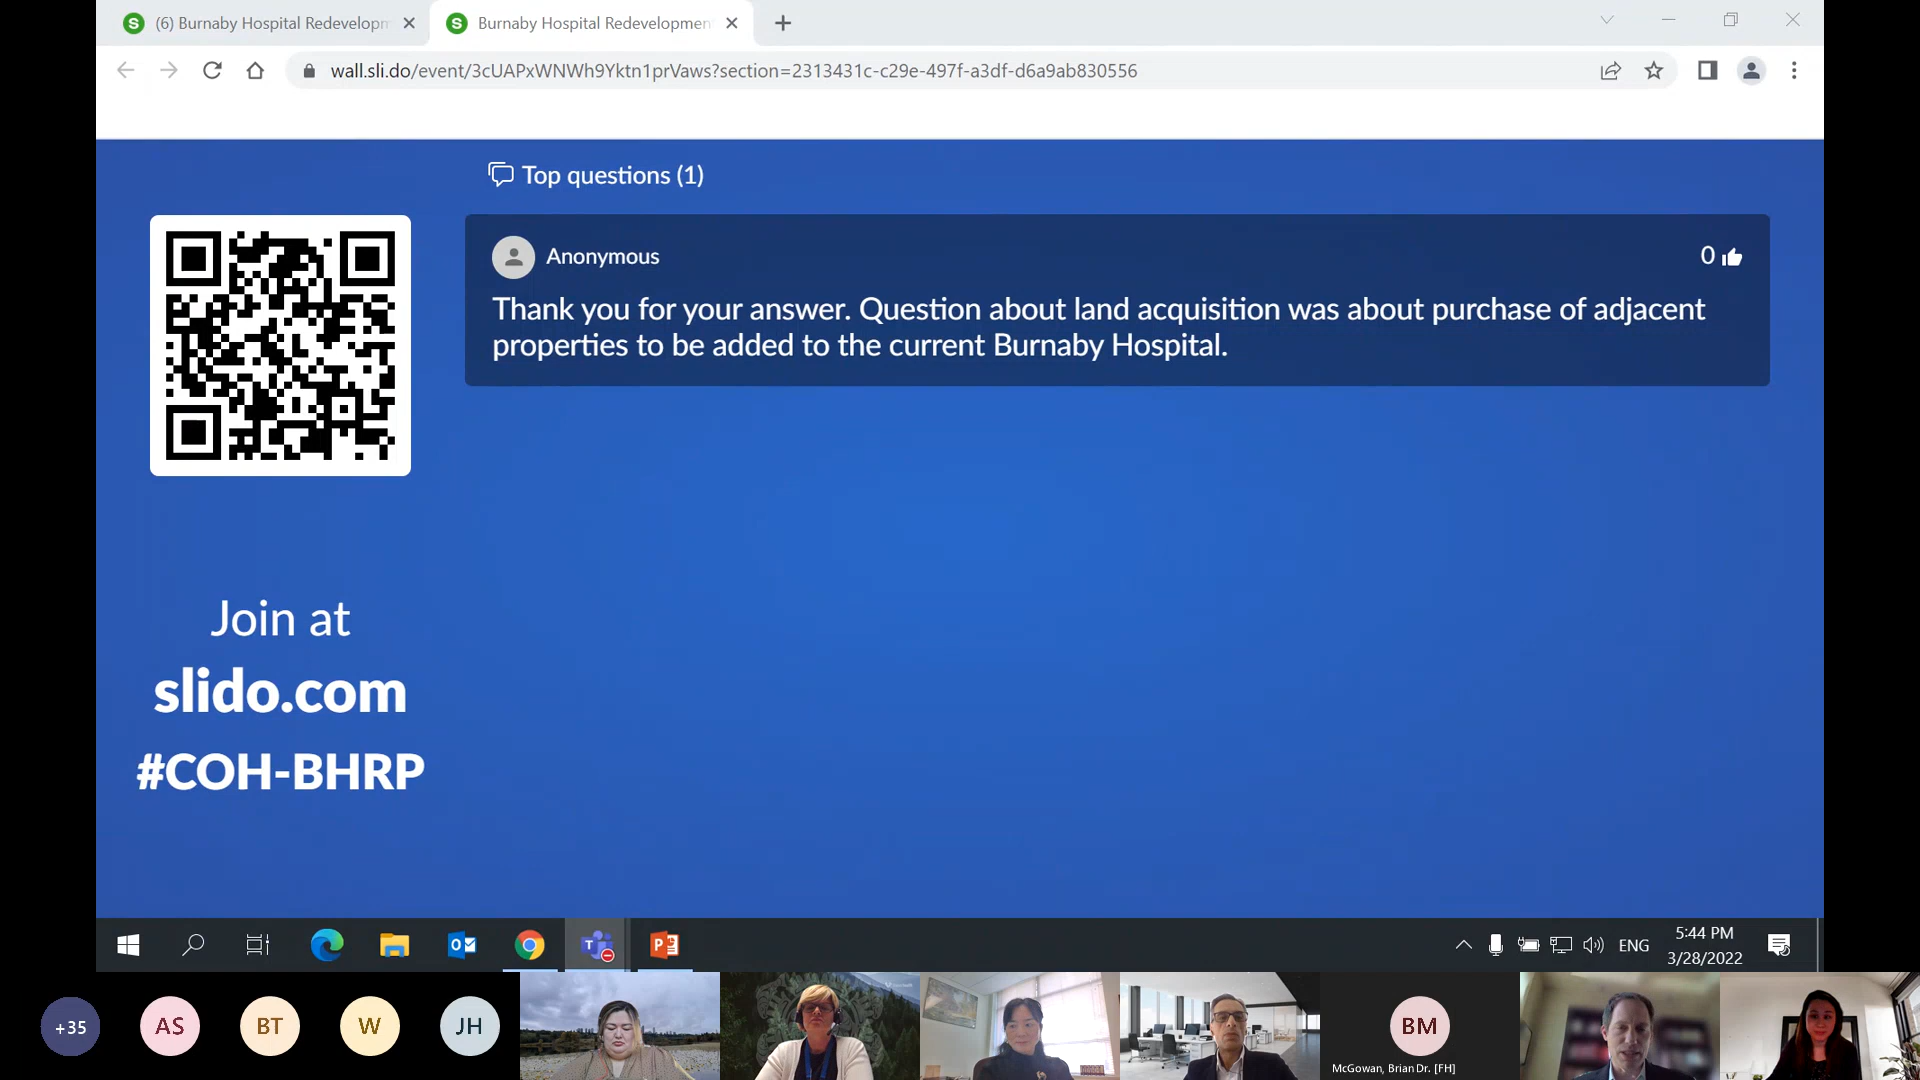 (6) Burnaby Hospital Redevelopm
Burnaby Hospital Redevelopmen
wall.sli.do/event/3cUAPxWNWh9Yktn1prVaws?section=2313431c-c29e-497f-a3df-d6a9ab830556
Top questions (1)
Anonymous
0
Thank you for your answer. Question about land acquisition was about purchase of adjacent
properties to be added to the current Burnaby Hospital.
Join at
slido.com
#COH-BHRP
ENG
5:44 PM
3/28/2022
+35
AS
BT
W
JH
BM
McGowan, Brian Dr. [FH]